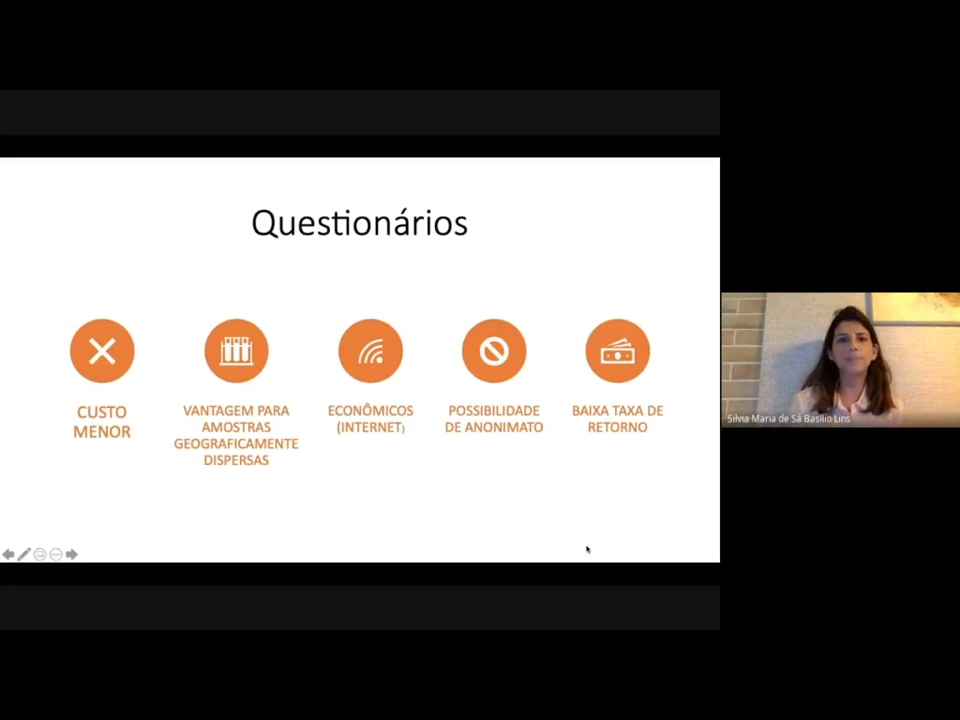 Questionários
CUSTO
MENOR
VANTAGEM PARA
AMOSTRAS
GEOGRAFICAMENTE
DISPERSAS
ECONÔMICOS
(INTERNET)
POSSIBILIDADE
DE ANONIMATO
BAIXA TAXA DE
RETORNO
Silvia Maria de Sá Basilio Lins